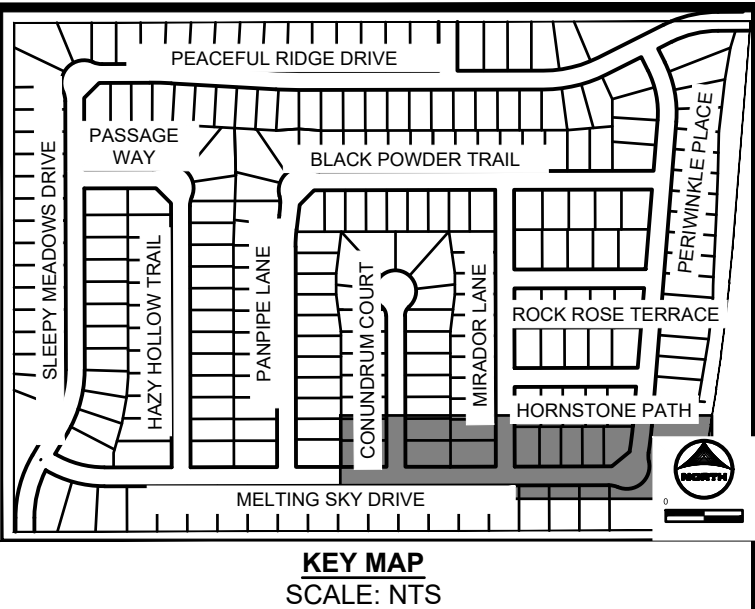 PEACEFUL RIDGE DRIVE
PASSAGE
WAY
BLACK POWDER TRAIL
SLEEPY MEADOWS DRIVE
HAZY HOLLOW TRAIL
PANPIPE LANE
CONUNDRUM COURT
MIRADOR LANE
PERIWINKLE PLACE
ROCK ROSE TERRACE
HORNSTONE PATH
MELTING SKY DRIVE
NORTH
0
KEY MAP
SCALE: NTS